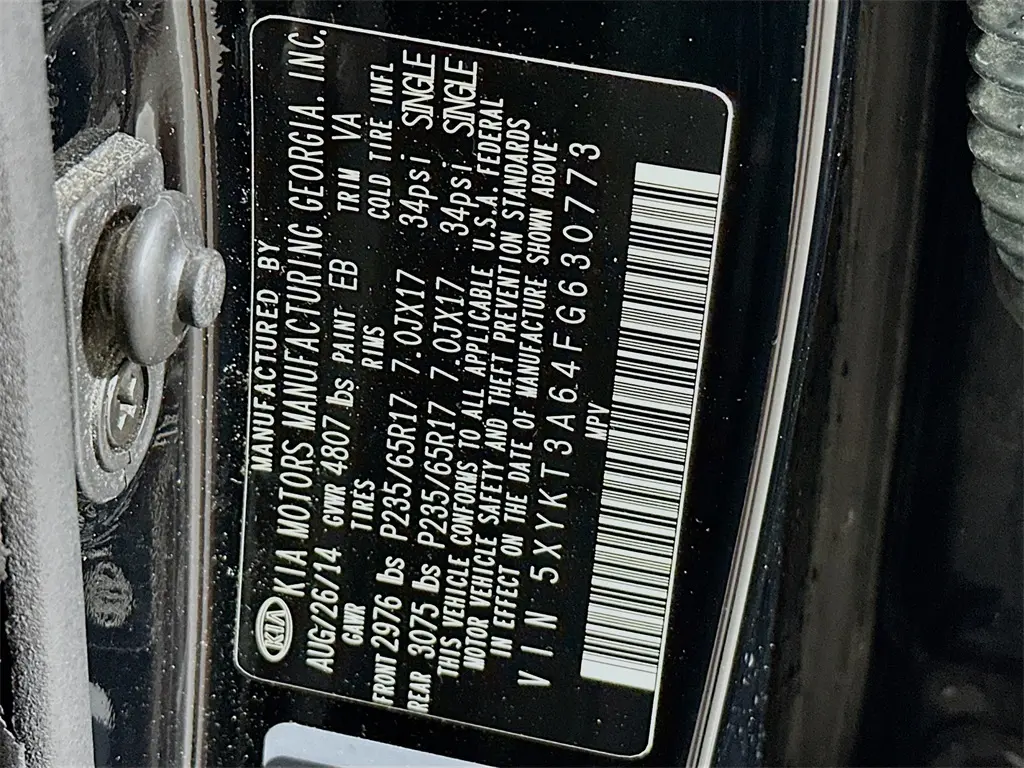 MANUFACTURED BY
KIA KIA MOTORS MANUFACTURING GEORGIA. INC.
AUG/26/14 GVWR 4807 lbs PAINT EB TRIM VA
GAWR TIRES RIMS COLD TIRE INFL
FRONT 2976 lbs P235/65R17 7.0JX17 34psi SINGLE
REAR 3075 lbs P235/65R17 7.0JX17 34psi SINGLE
THIS VEHICLE CONFORMS TO ALL APPLICABLE U.S.A. FEDERAL
MOTOR VEHICLE SAFETY AND THEFT PREVENTION STANDARDS
IN EFFECT ON THE DATE OF MANUFACTURE SHOWN ABOVE.
VIN 5XYKT3A64FG630773
MPV